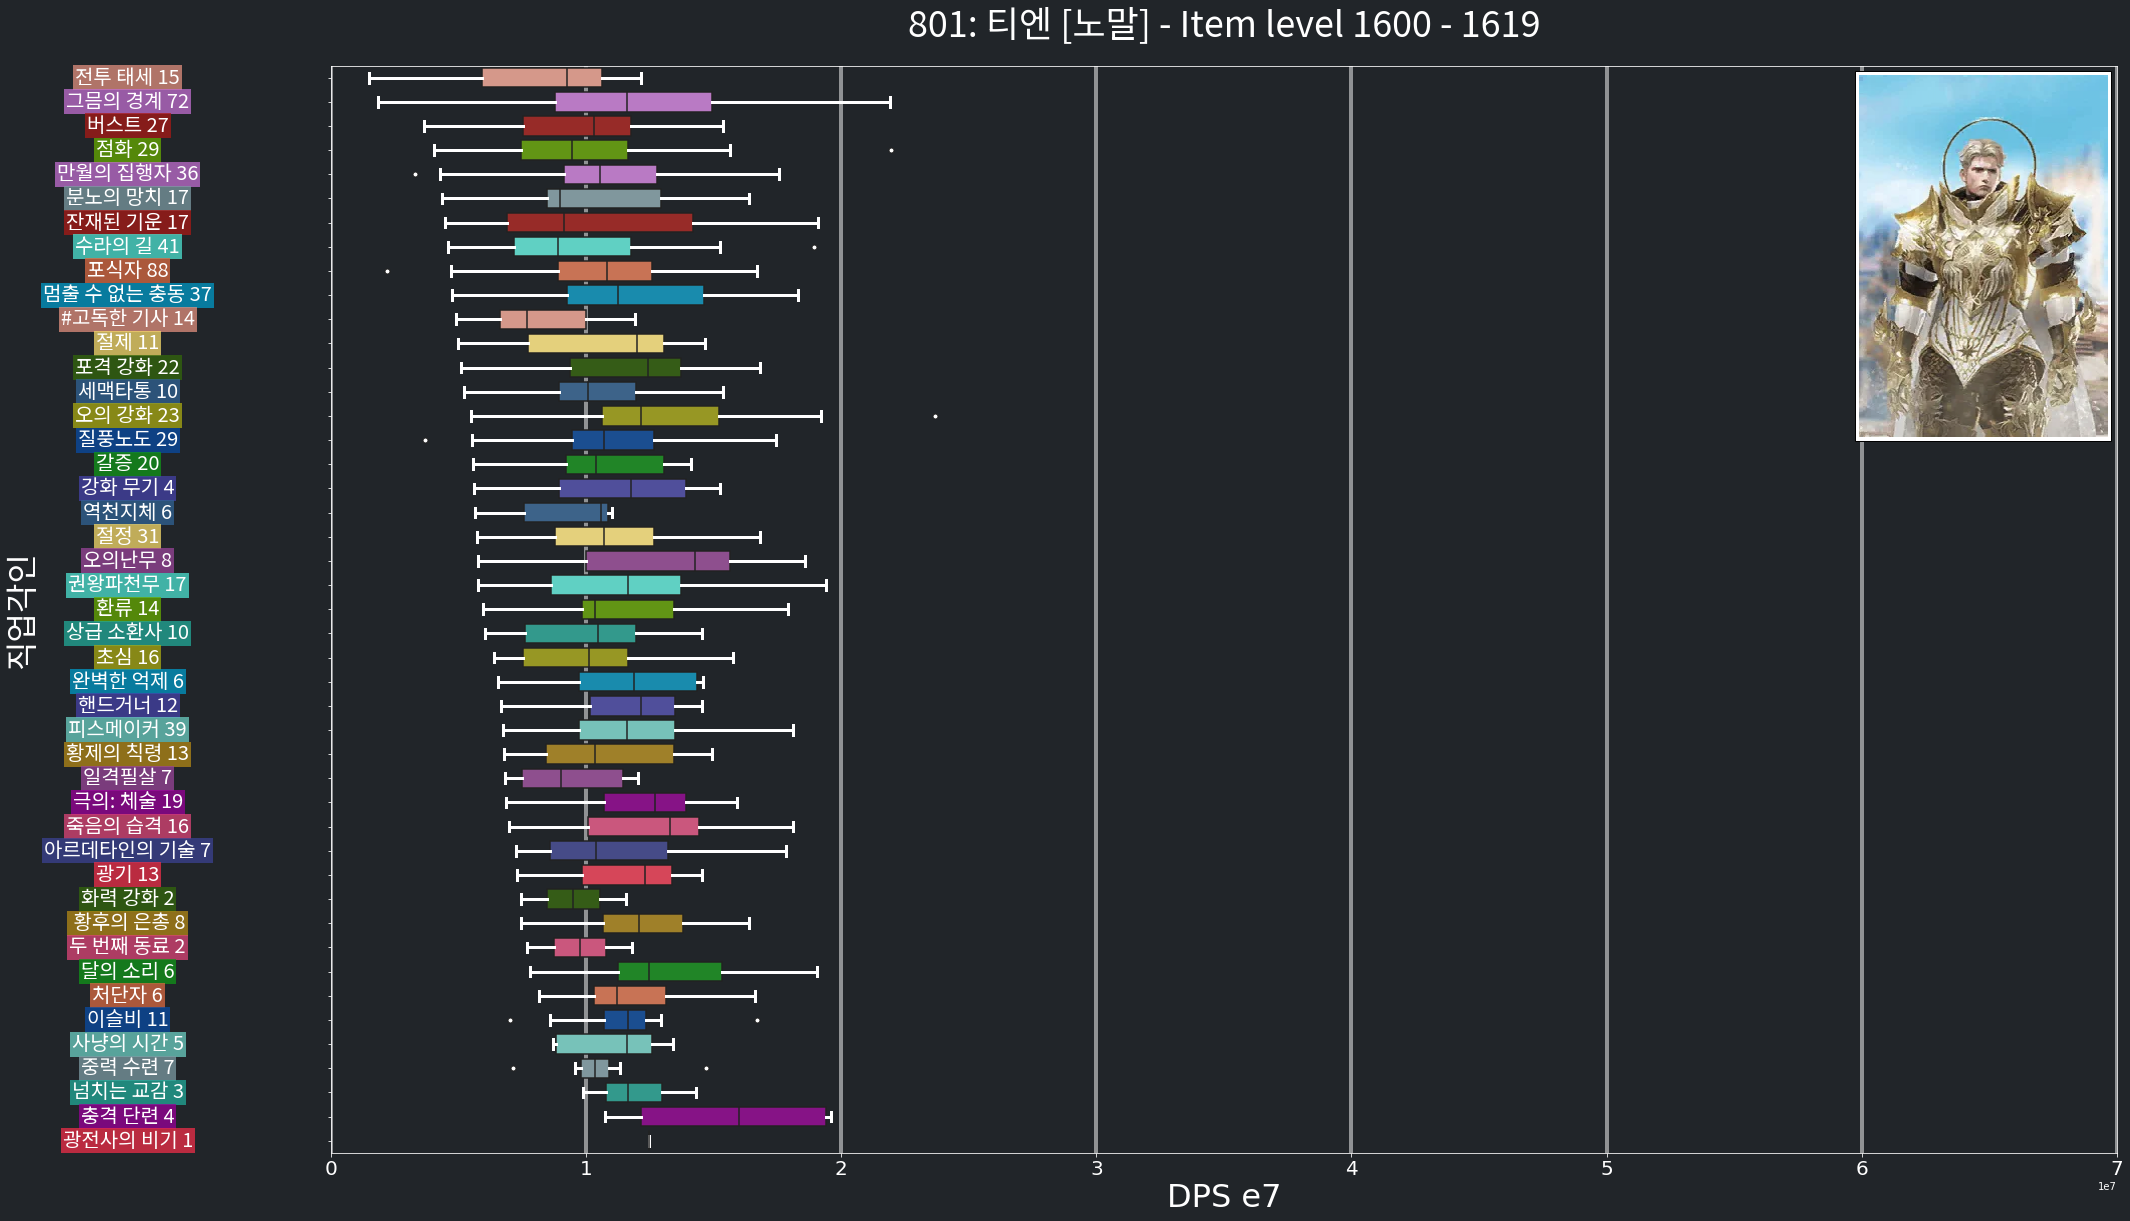 801: 티엔 [노말] - Item level 1600 - 1619
전투 태세 15
그믐의 경계 72
버스트 27
점화 29
만월의 집행자 36
분노의 망치 17
잔재된 기운 17
수라의 길 41
포식자 88
멈출 수 없는 충동 37
#고독한 기사 14
절제 11
포격 강화 22
세맥타통 10
오의 강화 23
질풍노도 29
갈증 20
강화 무기 4
역천지체 6
절정 31
오의난무 8
권왕파천무 17
환류 14
상급 소환사 10
초심 16
완벽한 억제 6
핸드거너 12
피스메이커 39
황제의 칙령 13
일격필살 7
극의: 체술 19
죽음의 습격 16
아르데타인의 기술 7
광기 13
화력 강화 2
황후의 은총 8
두 번째 동료 2
달의 소리 6
처단자 6
이슬비 11
사냥의 시간 5
중력 수련 7
넘치는 교감 3
충격 단련 4
광전사의 비기 1
직업각인
0 1 2 3 4 5 6 7
1e7
DPS e7